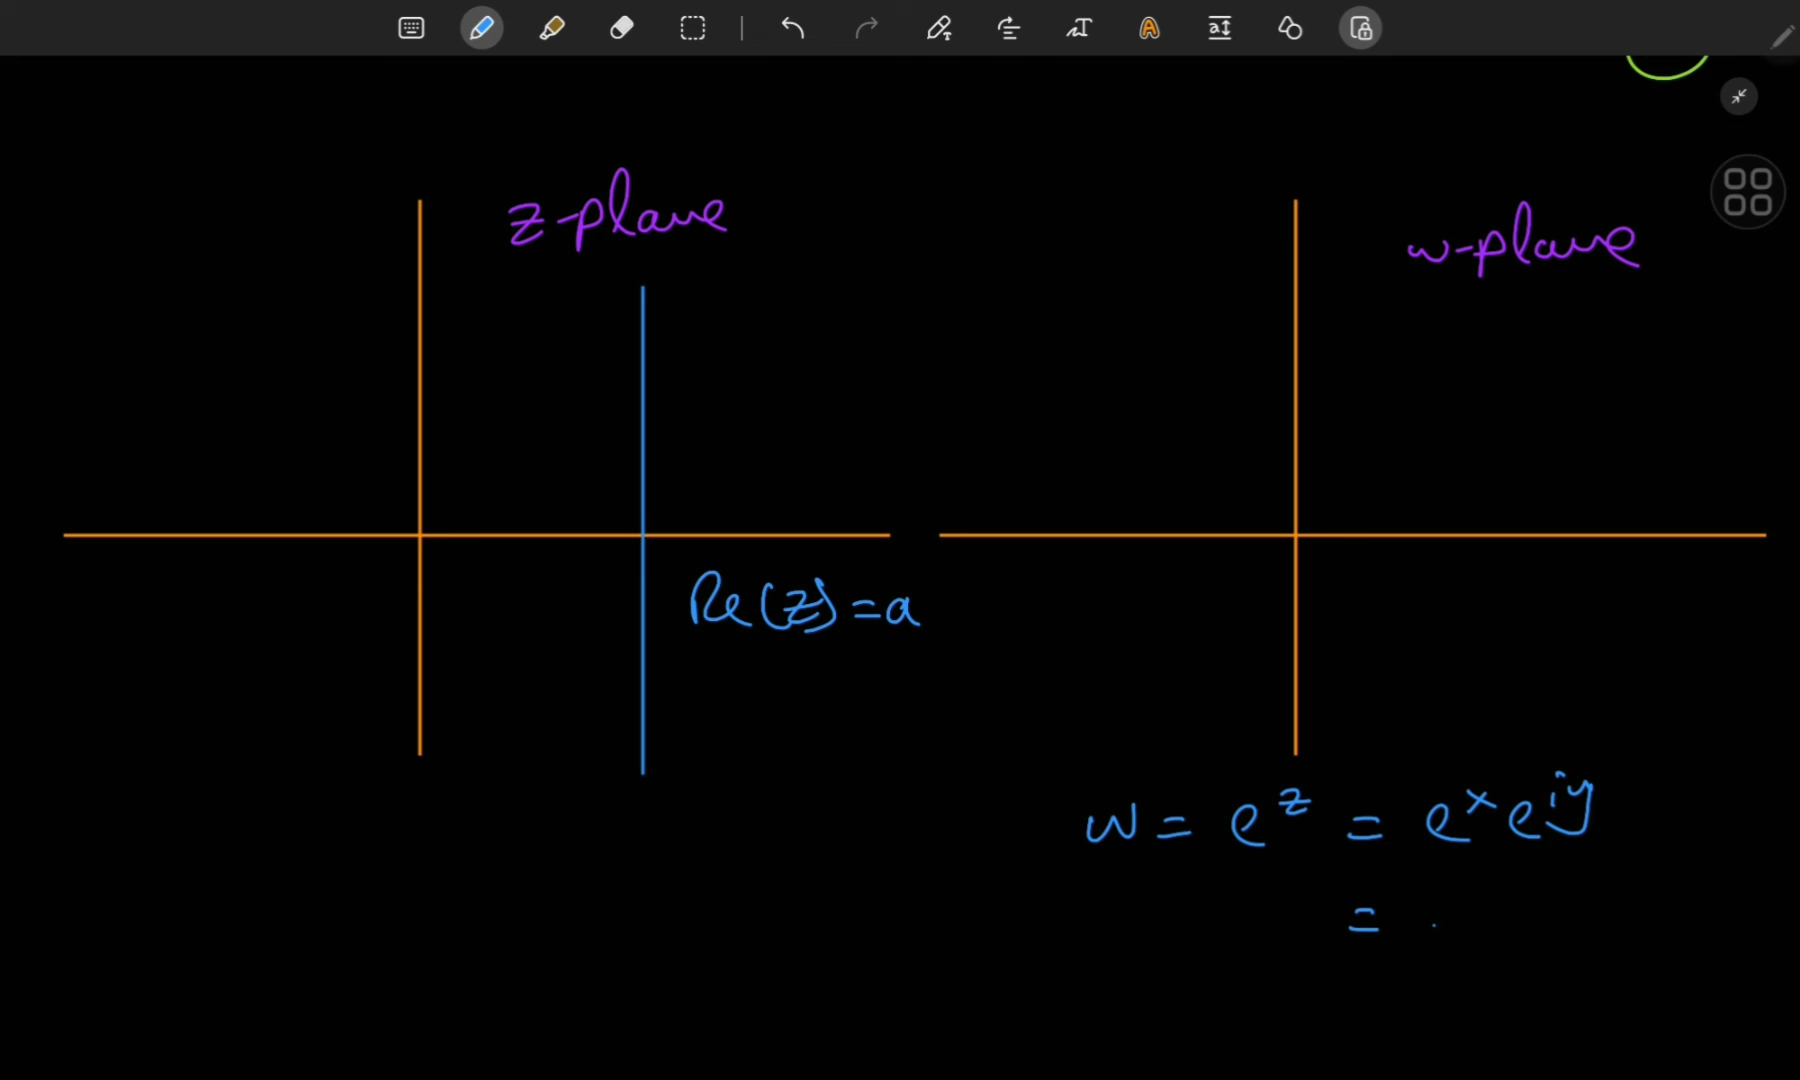 z-plane
w-plane
Re(z)=a
w = e^z = e^x e^{iy}
=